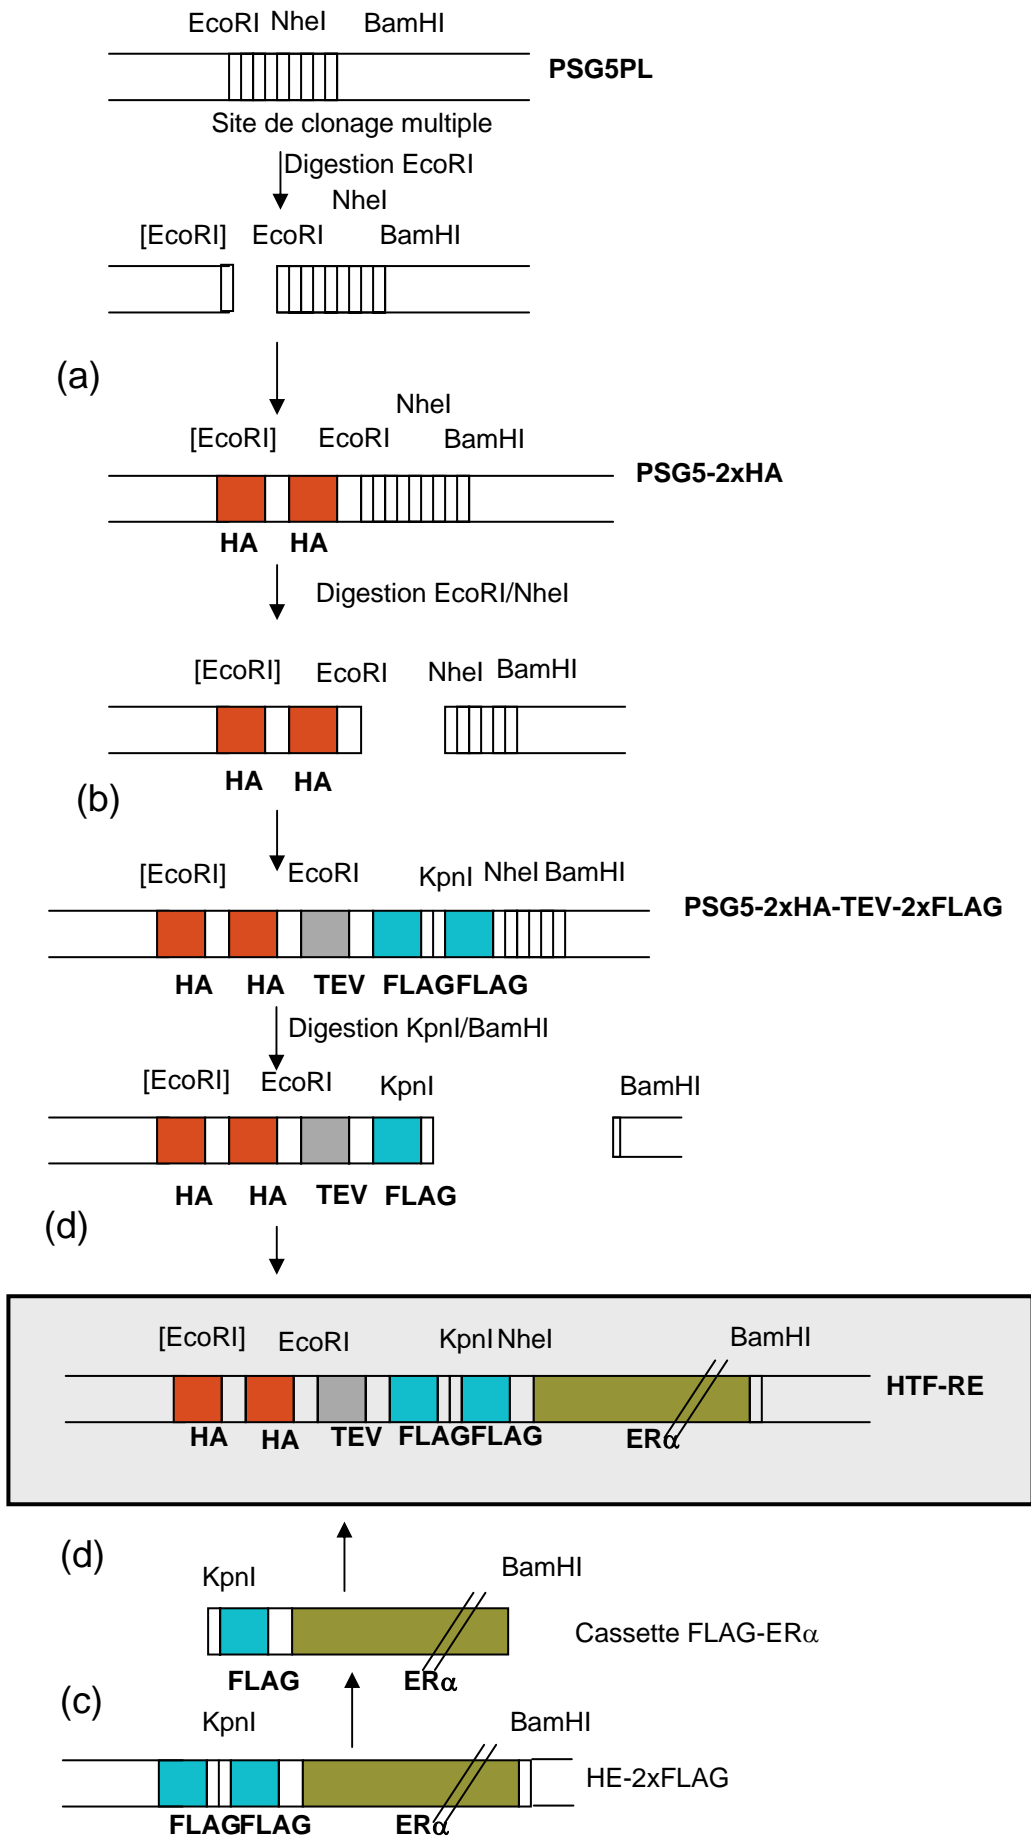 EcoRI NheI BamHI
PSG5PL
Site de clonage multiple
Digestion EcoRI
NheI
[EcoRI] EcoRI BamHI
(a)
NheI
[EcoRI] EcoRI BamHI
PSG5-2xHA
HA HA
Digestion EcoRI/NheI
[EcoRI] EcoRI NheI BamHI
HA HA
(b)
[EcoRI] EcoRI KpnI NheI BamHI
PSG5-2xHA-TEV-2xFLAG
HA HA TEV FLAGFLAG
Digestion KpnI/BamHI
[EcoRI] EcoRI KpnI BamHI
HA HA TEV FLAG
(d)
[EcoRI] EcoRI KpnI NheI BamHI
HTF-RE
HA HA TEV FLAGFLAG ERα
(d)
KpnI BamHI
Cassette FLAG-ERα
FLAG ERα
(c)
KpnI BamHI
HE-2xFLAG
FLAGFLAG ERα